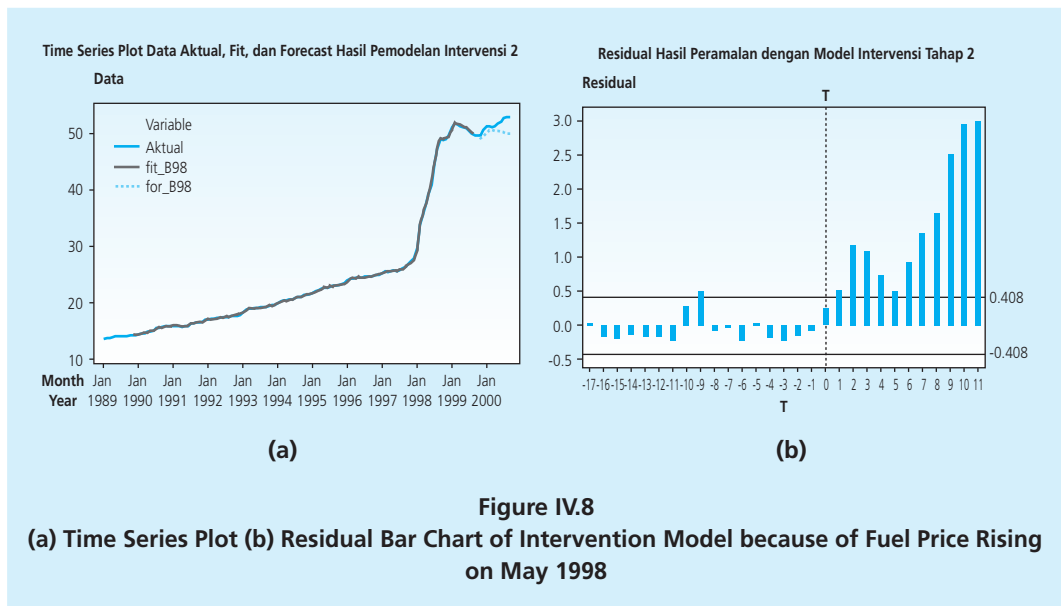 Time Series Plot Data Aktual, Fit, dan Forecast Hasil Pemodelan Intervensi 2
Data
50
40
30
20
10
Variable
Aktual
fit_B98
for_B98
Month Jan Jan Jan Jan Jan Jan Jan Jan Jan Jan Jan Jan
Year 1989 1990 1991 1992 1993 1994 1995 1996 1997 1998 1999 2000
(a)
Residual Hasil Peramalan dengan Model Intervensi Tahap 2
Residual
T
3.0
2.5
2.0
1.5
1.0
0.5
0.0
-0.5
0.408
-0.408
-17 -16 -15 -14 -13 -12 -11 -10 -9 -8 -7 -6 -5 -4 -3 -2 -1 0 1 2 3 4 5 6 7 8 9 10 11
T
(b)
Figure IV.8
(a) Time Series Plot (b) Residual Bar Chart of Intervention Model because of Fuel Price Rising
on May 1998